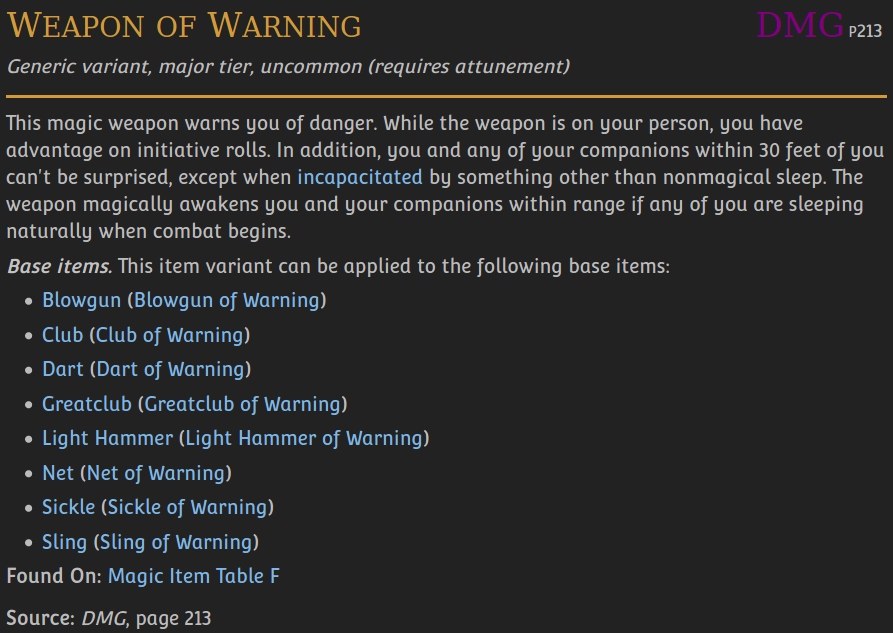 Weapon of Warning DMG P213
Generic variant, major tier, uncommon (requires attunement)
This magic weapon warns you of danger. While the weapon is on your person, you have
advantage on initiative rolls. In addition, you and any of your companions within 30 feet of you
can't be surprised, except when incapacitated by something other than nonmagical sleep. The
weapon magically awakens you and your companions within range if any of you are sleeping
naturally when combat begins.
Base items. This item variant can be applied to the following base items:
• Blowgun (Blowgun of Warning)
• Club (Club of Warning)
• Dart (Dart of Warning)
• Greatclub (Greatclub of Warning)
• Light Hammer (Light Hammer of Warning)
• Net (Net of Warning)
• Sickle (Sickle of Warning)
• Sling (Sling of Warning)
Found On: Magic Item Table F
Source: DMG, page 213